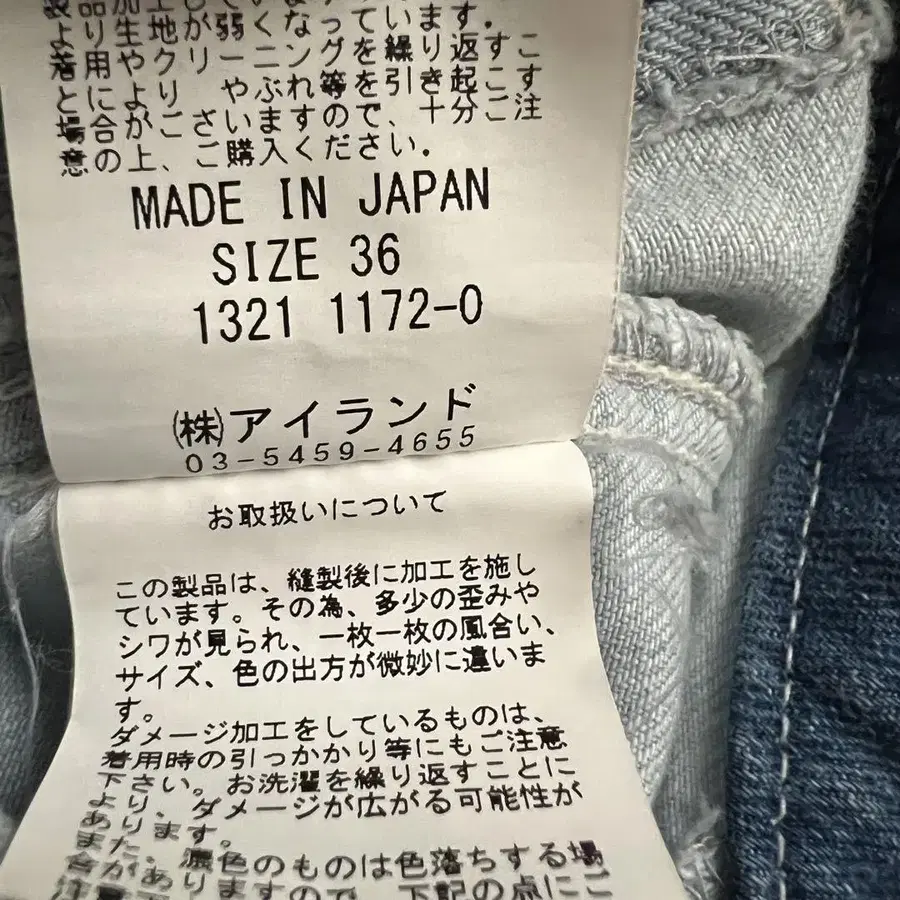 製品加工し
より生地が弱くなっています.
着用やクリーニングを繰り返すこ
とにより やぶれ等を引き起こす
場合がございますので、十分ご注
意の上、ご購入ください.
MADE IN JAPAN
SIZE 36
1321 1172-0
㈱アイランド
03-5459-4655
お取扱いについて
この製品は、縫製後に加工を施し
ています。その為、多少の歪みや
シワが見られ、一枚一枚の風合い、
サイズ、色の出方が微妙に違いま
す。
ダメージ加工をしているものは、
着用時の引っかかり等にもご注意
下さい。お洗濯を繰り返すことに
より、ダメージが広がる可能性が
あります。
また、濃色のものは色落ちする場
合がありますので、下記の点にご